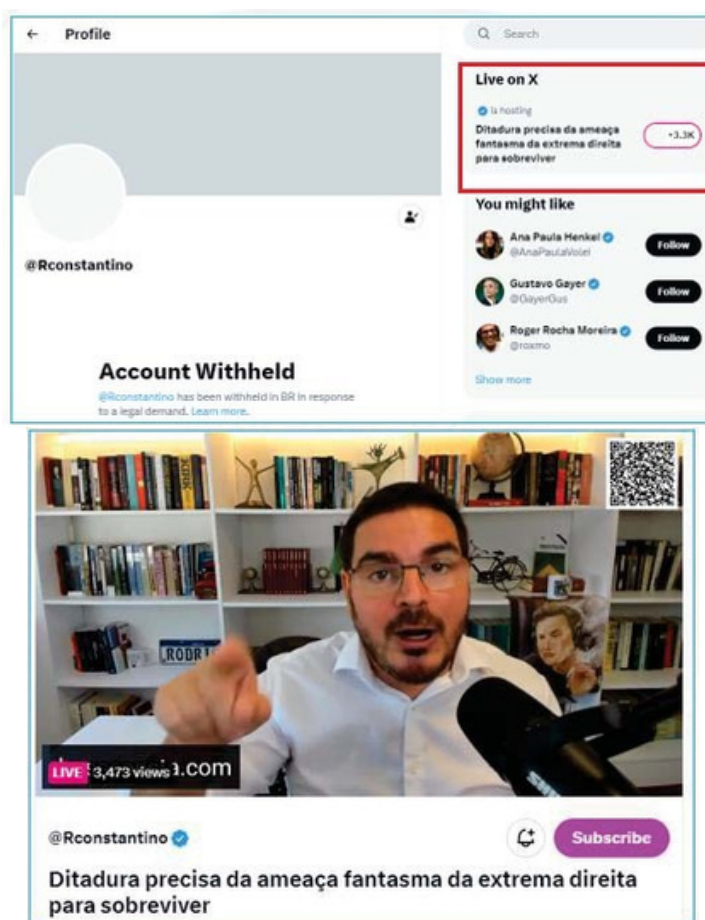 Profile
Search
Live on X
is hosting
Ditadura precisa da ameaça
fantasma da extrema direita
para sobreviver
+3.3K
You might like
Ana Paula Henkel
@AnaPaulaVolei
Follow
Gustavo Gayer
@GayerGus
Follow
Roger Rocha Moreira
@roxmo
Follow
Show more
@Rconstantino
Account Withheld
@Rconstantino has been withheld in BR in response
to a legal demand. Learn more.
RODRI
LIVE 3,473 views
.com
@Rconstantino
Subscribe
Ditadura precisa da ameaça fantasma da extrema direita
para sobreviver